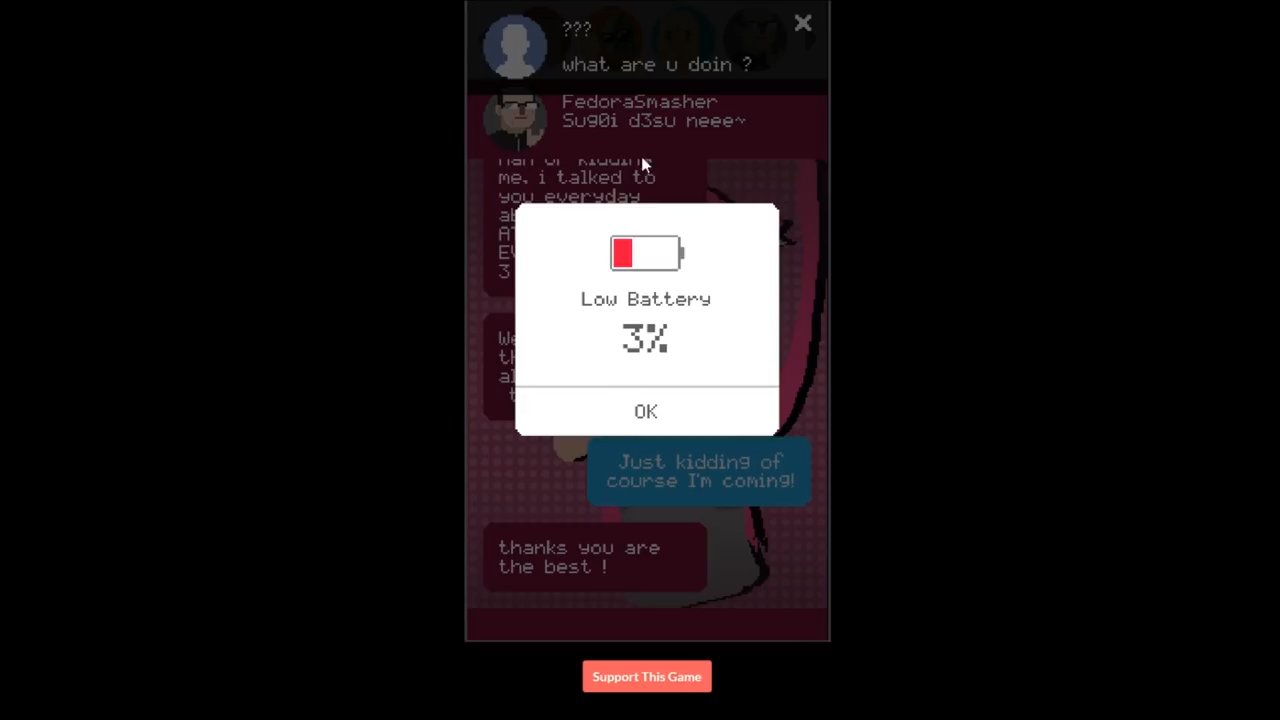 ???
what are u doin ?
FedoraSmasher
Sug0i d3su neee~
me. i talked to
you everyday
Low Battery
3%
OK
Just kidding of
course I'm coming!
thanks you are
the best !
Support This Game